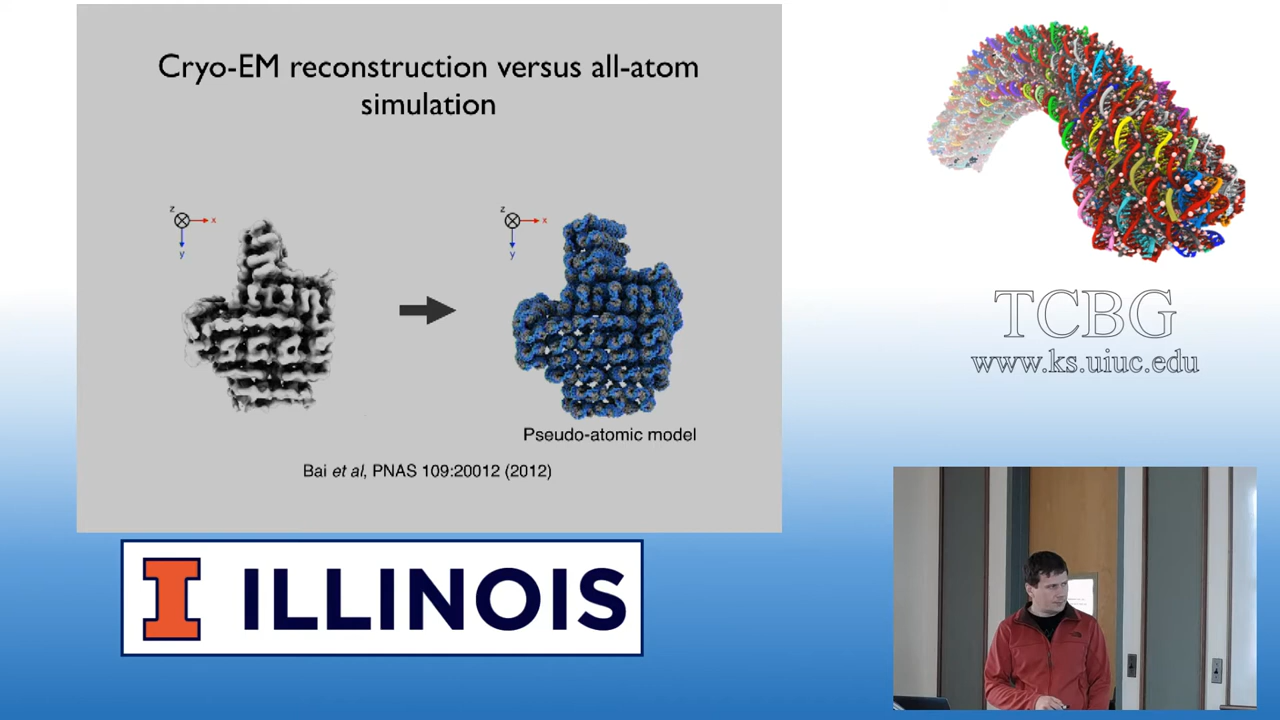 Cryo-EM reconstruction versus all-atom
simulation
z
x
y
z
x
y
Pseudo-atomic model
Bai et al, PNAS 109:20012 (2012)
I ILLINOIS
TCBG
www.ks.uiuc.edu